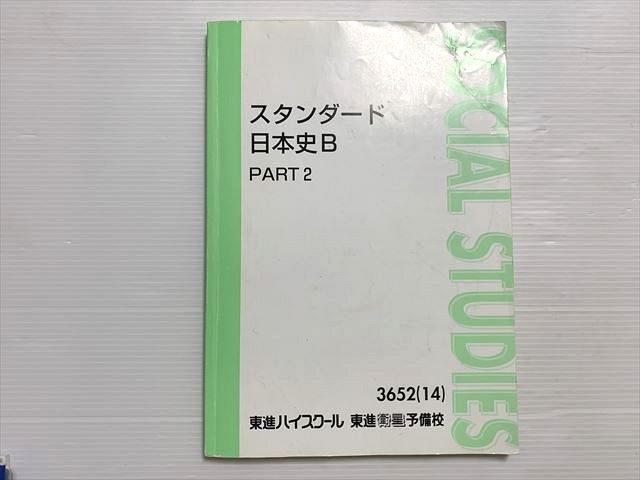 スタンダード
日本史B
PART 2
SOCIAL STUDIES
3652(14)
東進ハイスクール 東進衛星予備校